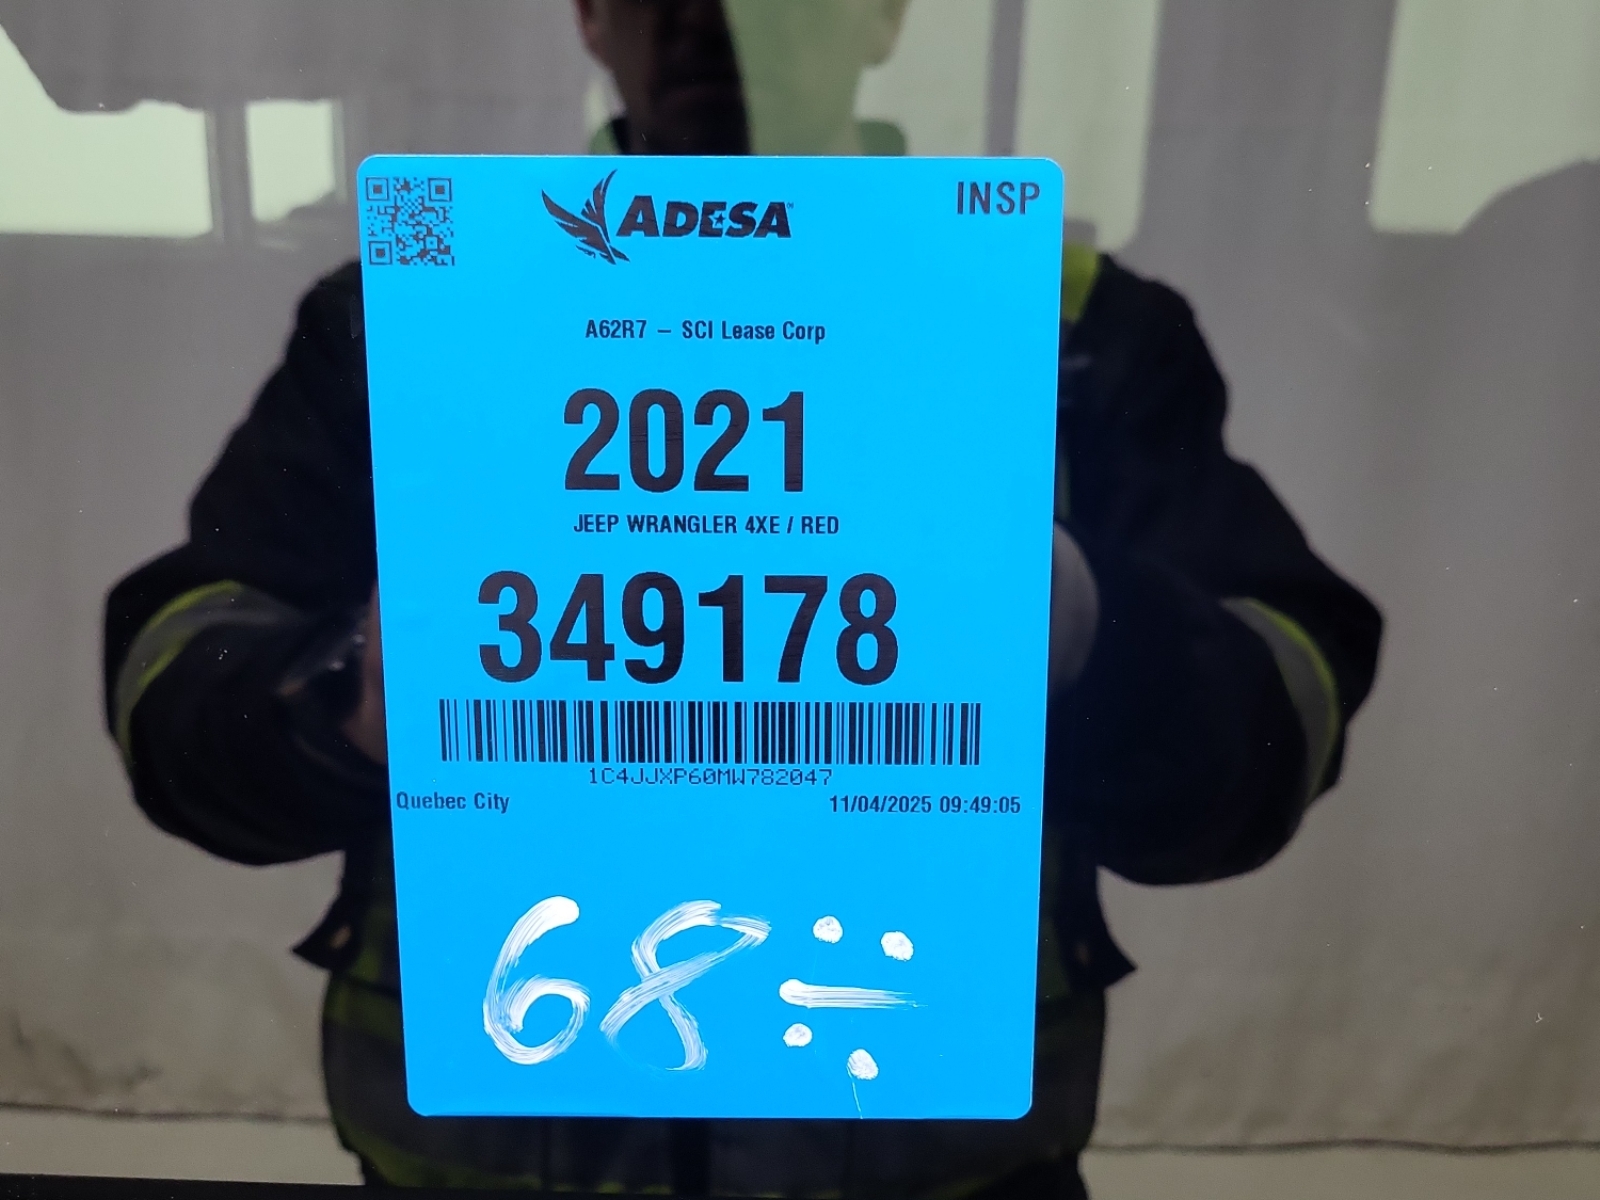 ADESA
INSP
A62R7 – SCI Lease Corp
2021
JEEP WRANGLER 4XE / RED
349178
1C4JJXP60MW782047
Quebec City 11/04/2025 09:49:05
68